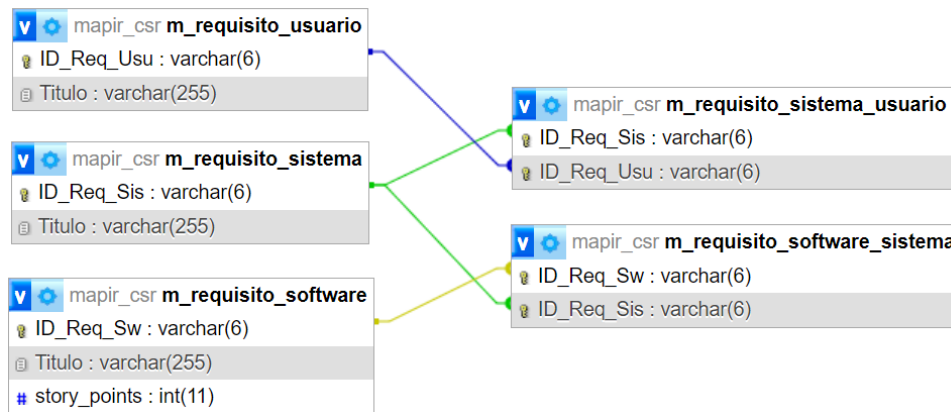 v mapir_csr m_requisito_usuario
ID_Req_Usu : varchar(6)
Titulo : varchar(255)
v mapir_csr m_requisito_sistema
ID_Req_Sis : varchar(6)
Titulo : varchar(255)
v mapir_csr m_requisito_software
ID_Req_Sw : varchar(6)
Titulo : varchar(255)
# story_points : int(11)
v mapir_csr m_requisito_sistema_usuario
ID_Req_Sis : varchar(6)
ID_Req_Usu : varchar(6)
v mapir_csr m_requisito_software_sistema
ID_Req_Sw : varchar(6)
ID_Req_Sis : varchar(6)